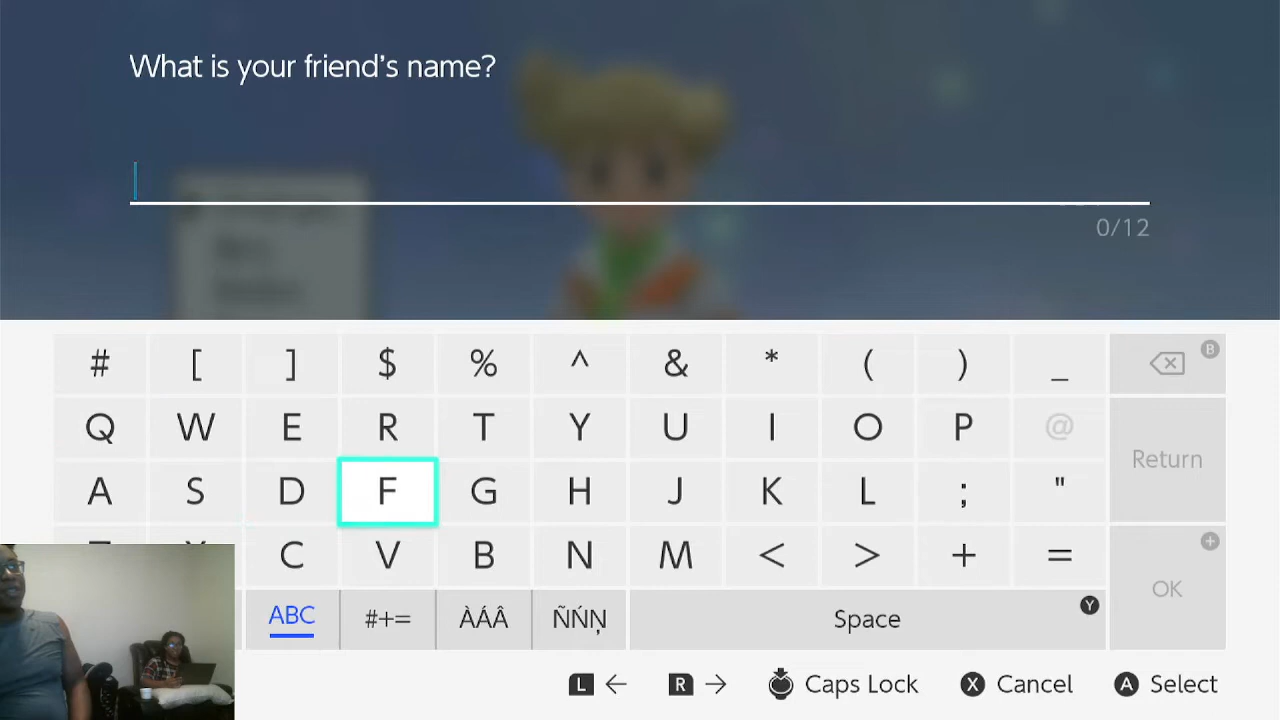 What is your friend's name?
0/12
# [ ] $ % ^ & * ( ) _ B
Q W E R T Y U I O P @
A S D F G H J K L ; " Return
C V B N M < > + = + OK
ABC #+= ÀÁÂ ÑŃŅ Space Y
L ← R → Caps Lock X Cancel A Select